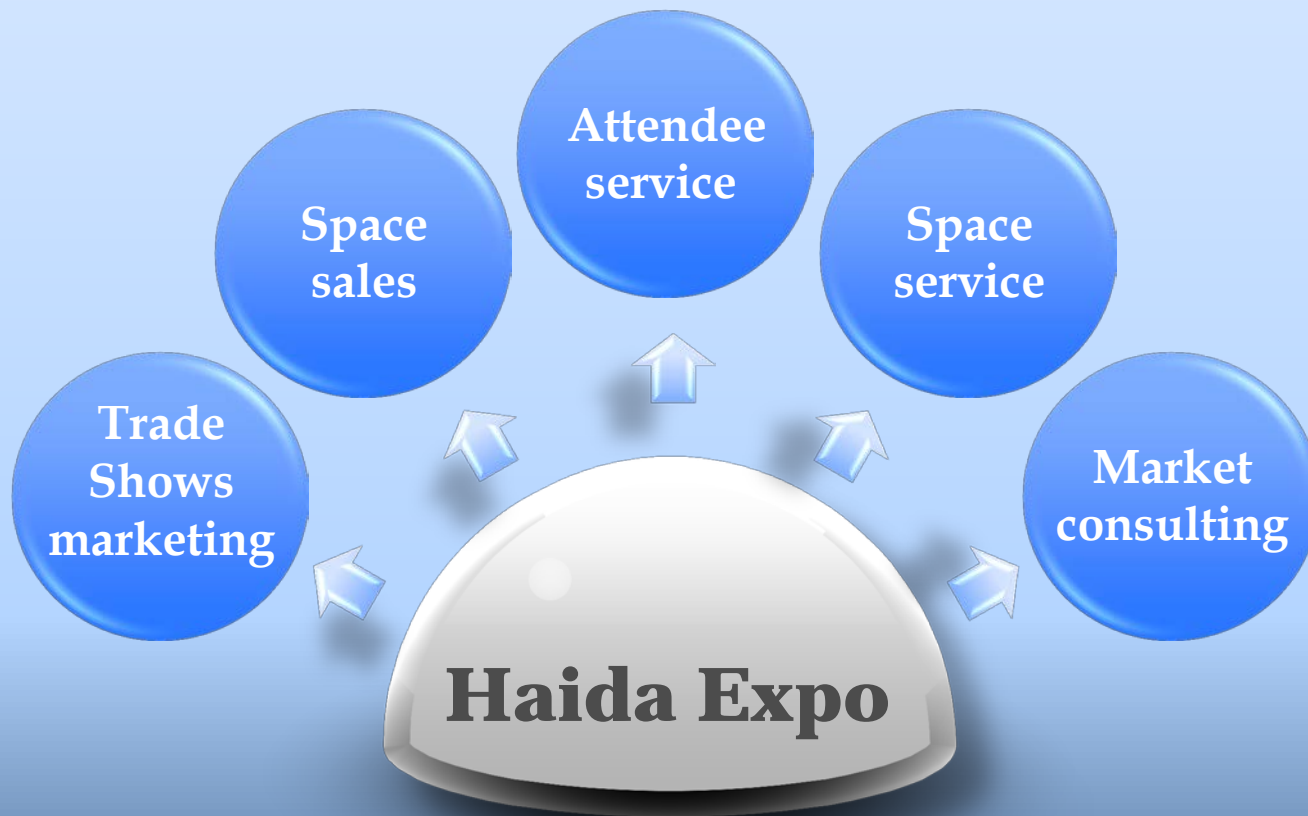 Attendee
service
Space
sales
Space
service
Trade
Shows
marketing
Market
consulting
Haida Expo